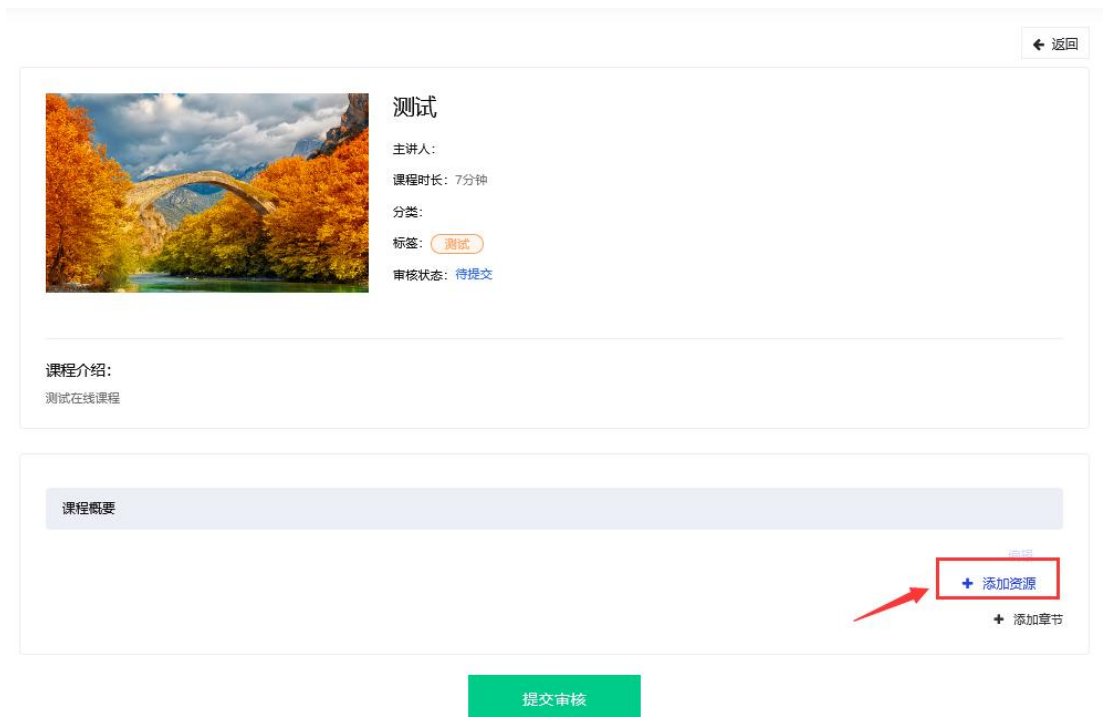 返回
测试
主讲人：
课程时长：7分钟
分类：
标签：测试
审核状态：待提交
课程介绍：
测试在线课程
课程概要
编辑
+ 添加资源
+ 添加章节
提交审核